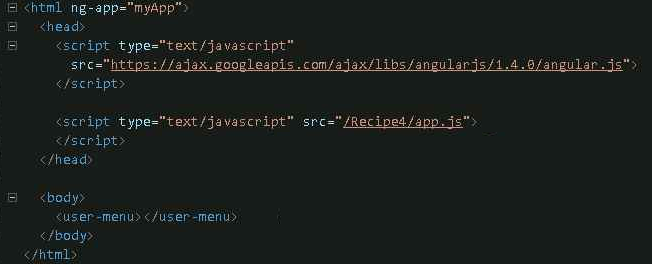 <html ng-app="myApp">
<head>
<script type="text/javascript"
src="https://ajax.googleapis.com/ajax/libs/angularjs/1.4.0/angular.js">
</script>
<script type="text/javascript" src="/Recipe4/app.js">
</script>
</head>
<body>
<user-menu></user-menu>
</body>
</html>